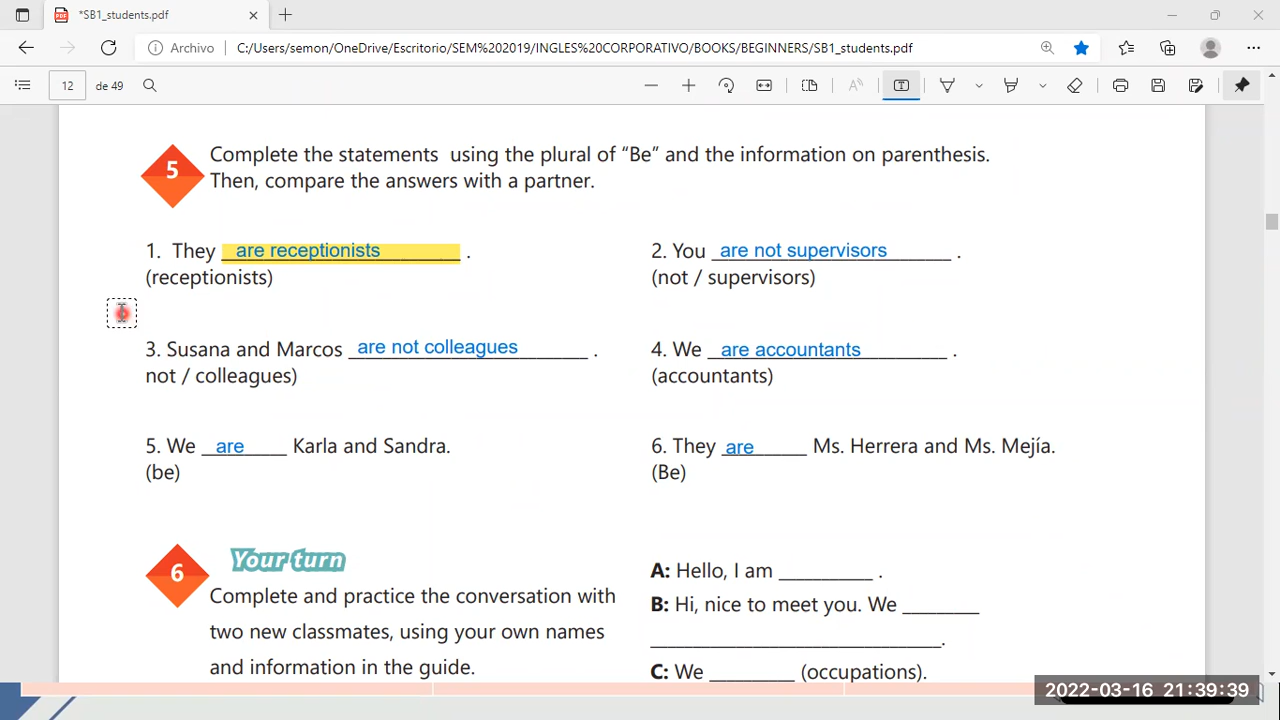 *SB1_students.pdf
Archivo C:/Users/semon/OneDrive/Escritorio/SEM%202019/INGLES%20CORPORATIVO/BOOKS/BEGINNERS/SB1_students.pdf
12 de 49
5 Complete the statements using the plural of “Be” and the information on parenthesis.
Then, compare the answers with a partner.
1. They are receptionists.
(receptionists)
2. You are not supervisors.
(not / supervisors)
3. Susana and Marcos are not colleagues.
not / colleagues)
4. We are accountants.
(accountants)
5. We are Karla and Sandra.
(be)
6. They are Ms. Herrera and Ms. Mejía.
(Be)
6 Your turn
Complete and practice the conversation with
two new classmates, using your own names
and information in the guide.
A: Hello, I am __________ .
B: Hi, nice to meet you. We _________
__________________________________.
C: We __________ (occupations).
2022-03-16 21:39:39